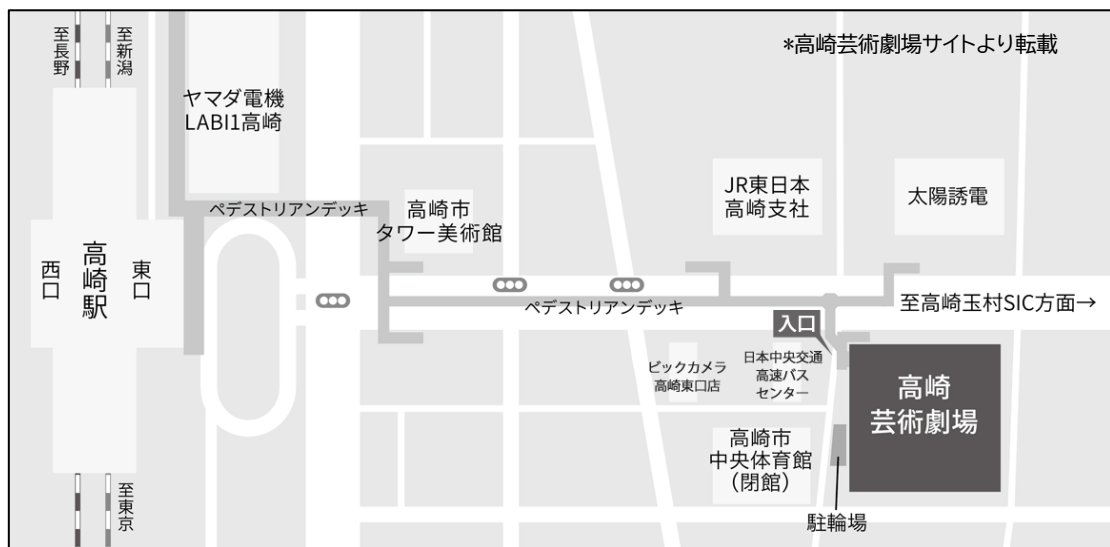 *高崎芸術劇場サイトより転載
至長野
至新潟
ヤマダ電機
LABI1高崎
ペデストリアンデッキ
高崎市
タワー美術館
JR東日本
高崎支社
太陽誘電
西口
高崎駅
東口
ペデストリアンデッキ
至高崎玉村SIC方面→
入口
ビックカメラ
高崎東口店
日本中央交通
高速バス
センター
高崎
芸術劇場
高崎市
中央体育館
（閉館）
駐輪場
至東京